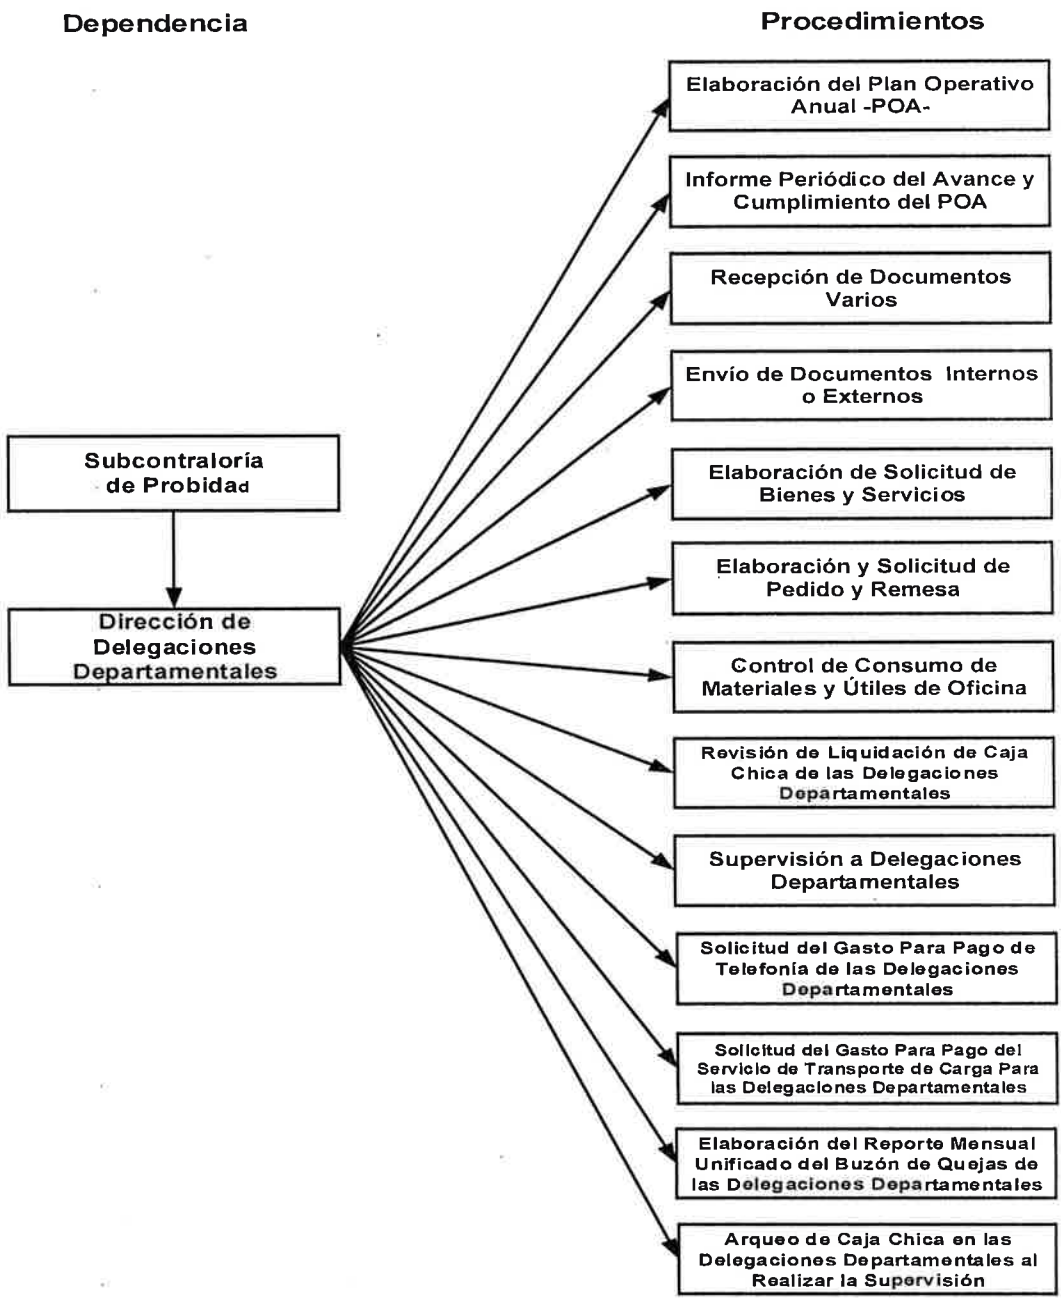 Dependencia
Procedimientos
Subcontraloría
de Probidad
Dirección de
Delegaciones
Departamentales
Elaboración del Plan Operativo
Anual -POA-
Informe Periódico del Avance y
Cumplimiento del POA
Recepción de Documentos
Varios
Envío de Documentos Internos
o Externos
Elaboración de Solicitud de
Bienes y Servicios
Elaboración y Solicitud de
Pedido y Remesa
Control de Consumo de
Materiales y Útiles de Oficina
Revisión de Liquidación de Caja
Chica de las Delegaciones
Departamentales
Supervisión a Delegaciones
Departamentales
Solicitud del Gasto Para Pago de
Telefonía de las Delegaciones
Departamentales
Solicitud del Gasto Para Pago del
Servicio de Transporte de Carga Para
las Delegaciones Departamentales
Elaboración del Reporte Mensual
Unificado del Buzón de Quejas de
las Delegaciones Departamentales
Arqueo de Caja Chica en las
Delegaciones Departamentales al
Realizar la Supervisión